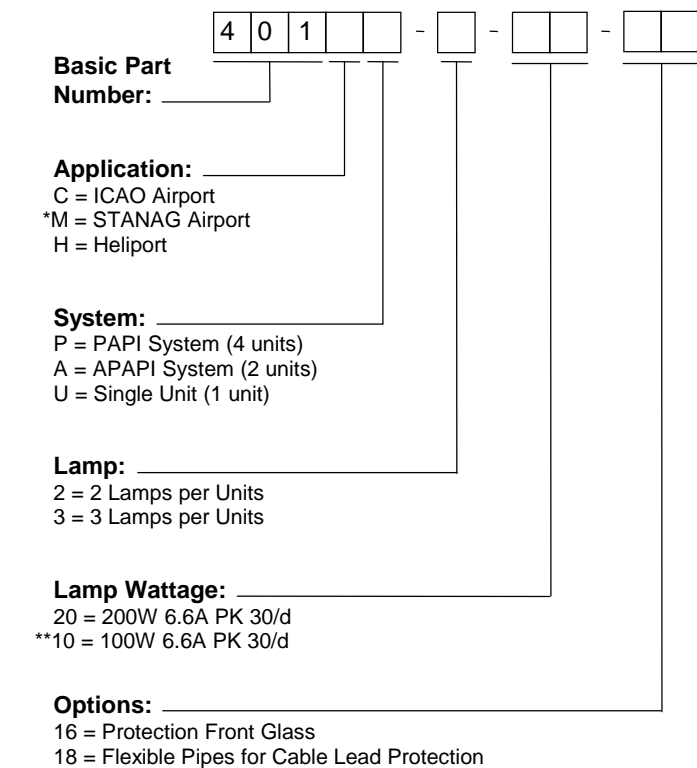 4 0 1 - - -
Basic Part
Number:
Application:
C = ICAO Airport
*M = STANAG Airport
H = Heliport
System:
P = PAPI System (4 units)
A = APAPI System (2 units)
U = Single Unit (1 unit)
Lamp:
2 = 2 Lamps per Units
3 = 3 Lamps per Units
Lamp Wattage:
20 = 200W 6.6A PK 30/d
**10 = 100W 6.6A PK 30/d
Options:
16 = Protection Front Glass
18 = Flexible Pipes for Cable Lead Protection